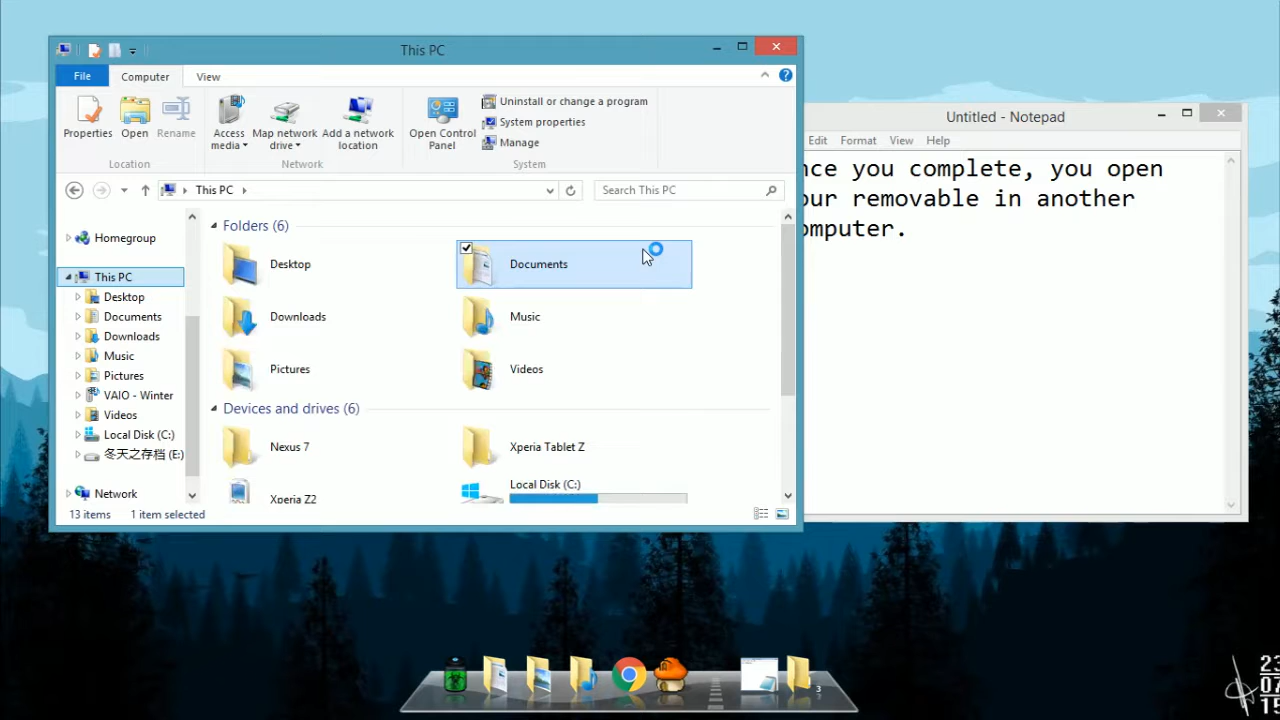 This PC
File
Computer
View
Properties
Open
Rename
Location
Access media
Map network drive
Add a network location
Network
Open Control Panel
Uninstall or change a program
System properties
Manage
System
This PC
Search This PC
Homegroup
This PC
Desktop
Documents
Downloads
Music
Pictures
VAIO - Winter
Videos
Local Disk (C:)
冬天之存档 (E:)
Network
Folders (6)
Desktop
Documents
Downloads
Music
Pictures
Videos
Devices and drives (6)
Nexus 7
Xperia Tablet Z
Xperia Z2
Local Disk (C:)
13 items
1 item selected
Untitled - Notepad
Edit
Format
View
Help
nce you complete, you open
our removable in another
omputer.
3
23
07
15